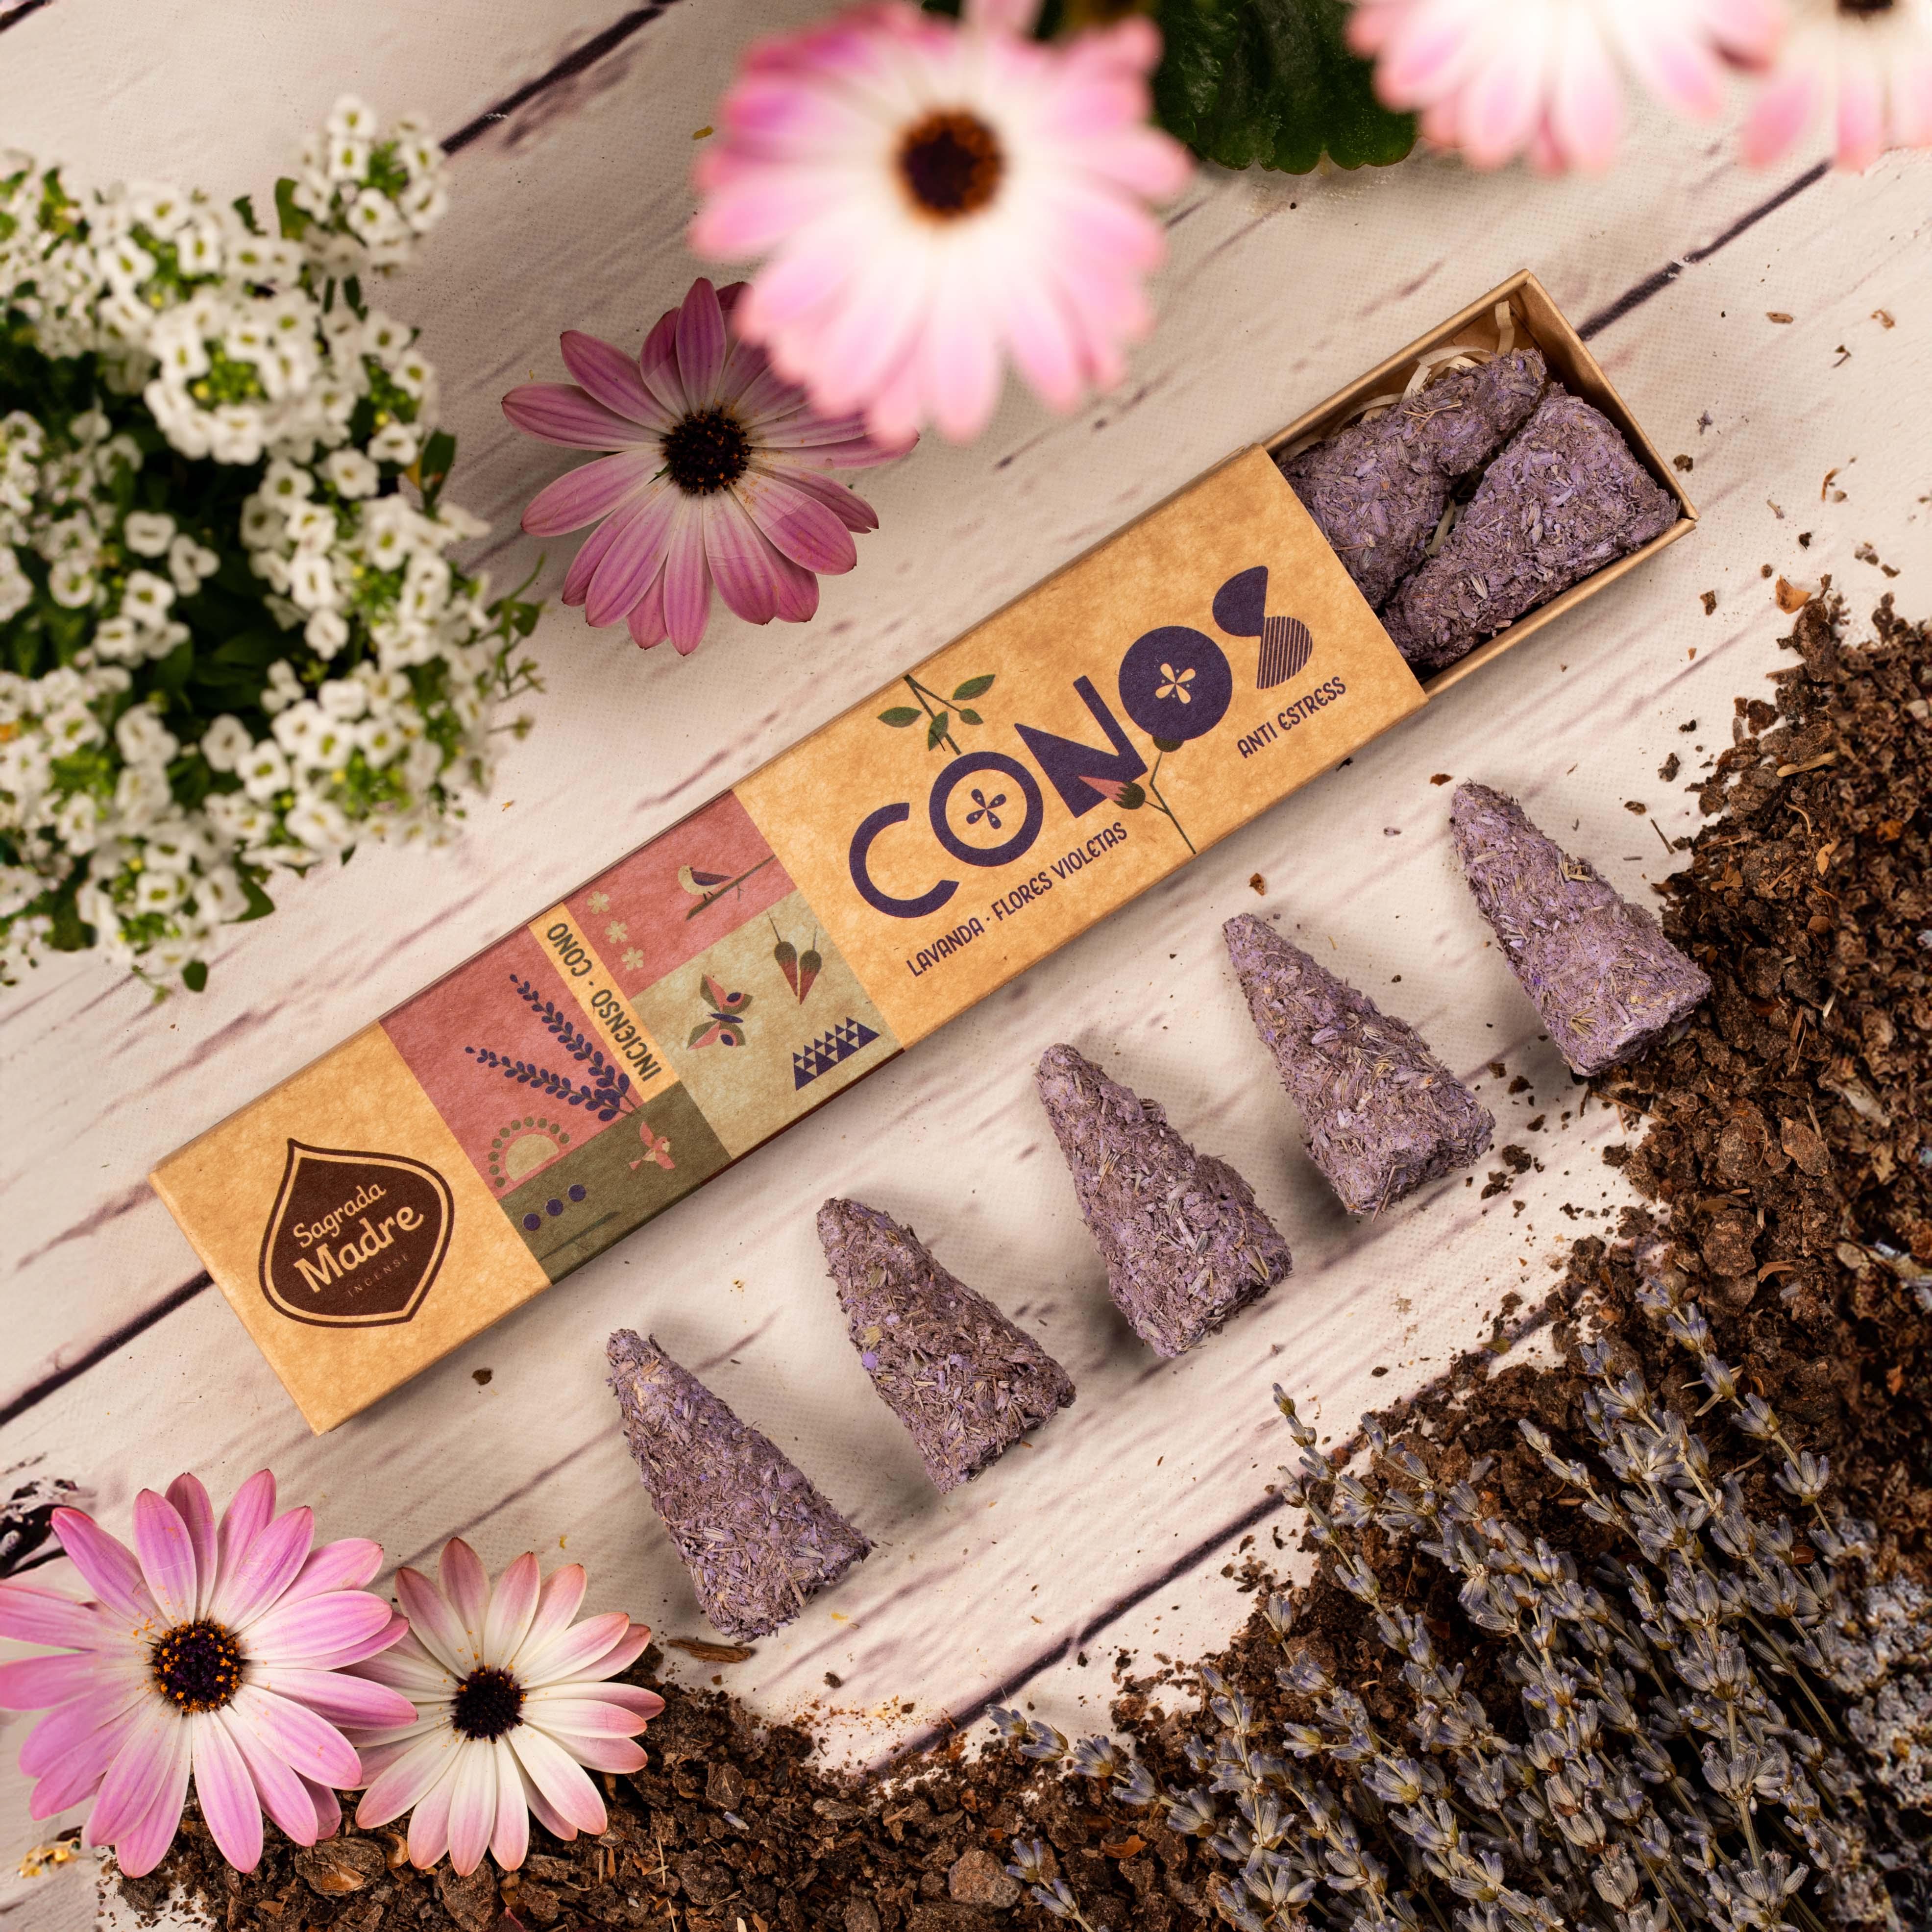 Sagrada
Madre
INCENSE
INCIENSO · CONO
CONOS
LAVANDA · FLORES VIOLETAS
ANTI ESTRESS